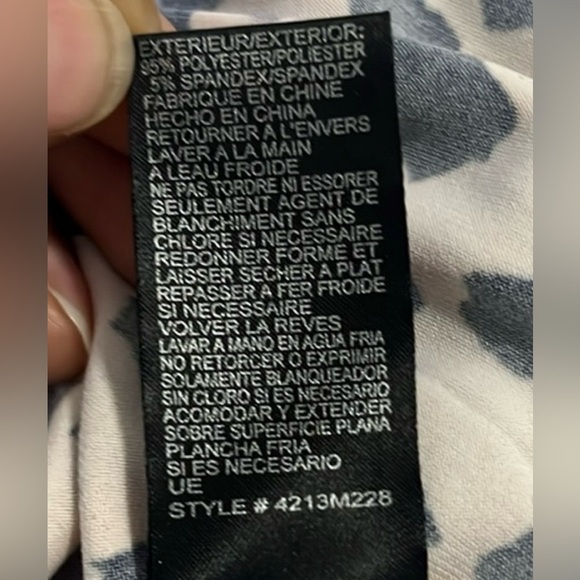 EXTERIEUR/EXTERIOR:
95% POLYESTER/POLIESTER
5% SPANDEX/SPANDEX
FABRIQUE EN CHINE
HECHO EN CHINA
RETOURNER A L'ENVERS
LAVER A LA MAIN
A LEAU FROIDE
NE PAS TORDRE NI ESSORER
SEULEMENT AGENT DE
BLANCHIMENT SANS
CHLORE SI NECESSAIRE
REDONNER FORME ET
LAISSER SECHER A PLAT
REPASSER A FER FROIDE
SI NECESSAIRE
VOLVER LA REVES
LAVAR A MANO EN AGUA FRIA
NO RETORCER O EXPRIMIR
SOLAMENTE BLANQUEADOR
SIN CLORO SI ES NECESARIO
ACOMODAR Y EXTENDER
SOBRE SUPERFICIE PLANA
PLANCHA FRIA
SI ES NECESARIO
UE
STYLE # 4213M228